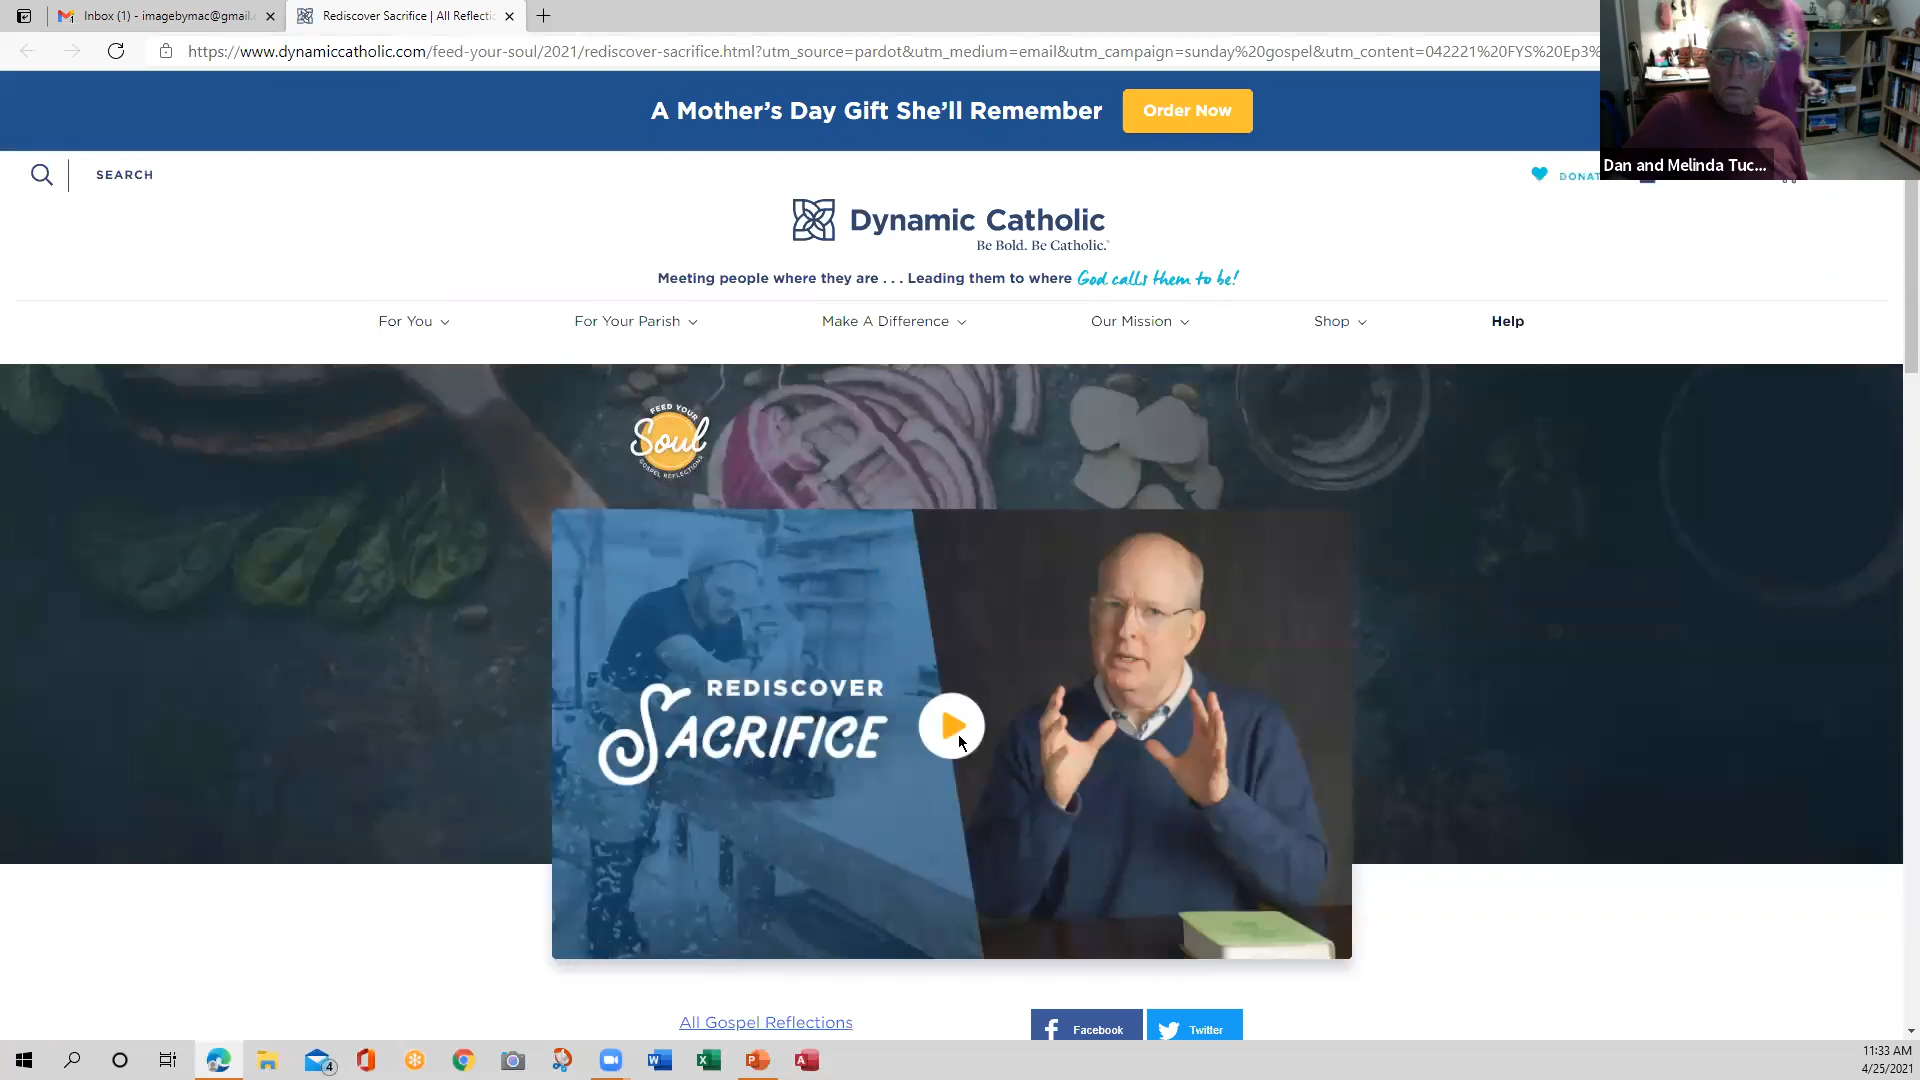 Inbox (1) - imagebymac@gmail.
Rediscover Sacrifice | All Reflecti
https://www.dynamiccatholic.com/feed-your-soul/2021/rediscover-sacrifice.html?utm_source=pardot&utm_medium=email&utm_campaign=sunday%20gospel&utm_content=042221%20FYS%20Ep3%
A Mother's Day Gift She'll Remember
Order Now
Dan and Melinda Tuc...
SEARCH
DONAT
Dynamic Catholic
Be Bold. Be Catholic.
Meeting people where they are . . . Leading them to where God calls them to be!
For You
For Your Parish
Make A Difference
Our Mission
Shop
Help
FEED YOUR
Soul
GOSPEL REFLECTIONS
REDISCOVER
SACRIFICE
All Gospel Reflections
Facebook
Twitter
4
11:33 AM
4/25/2021